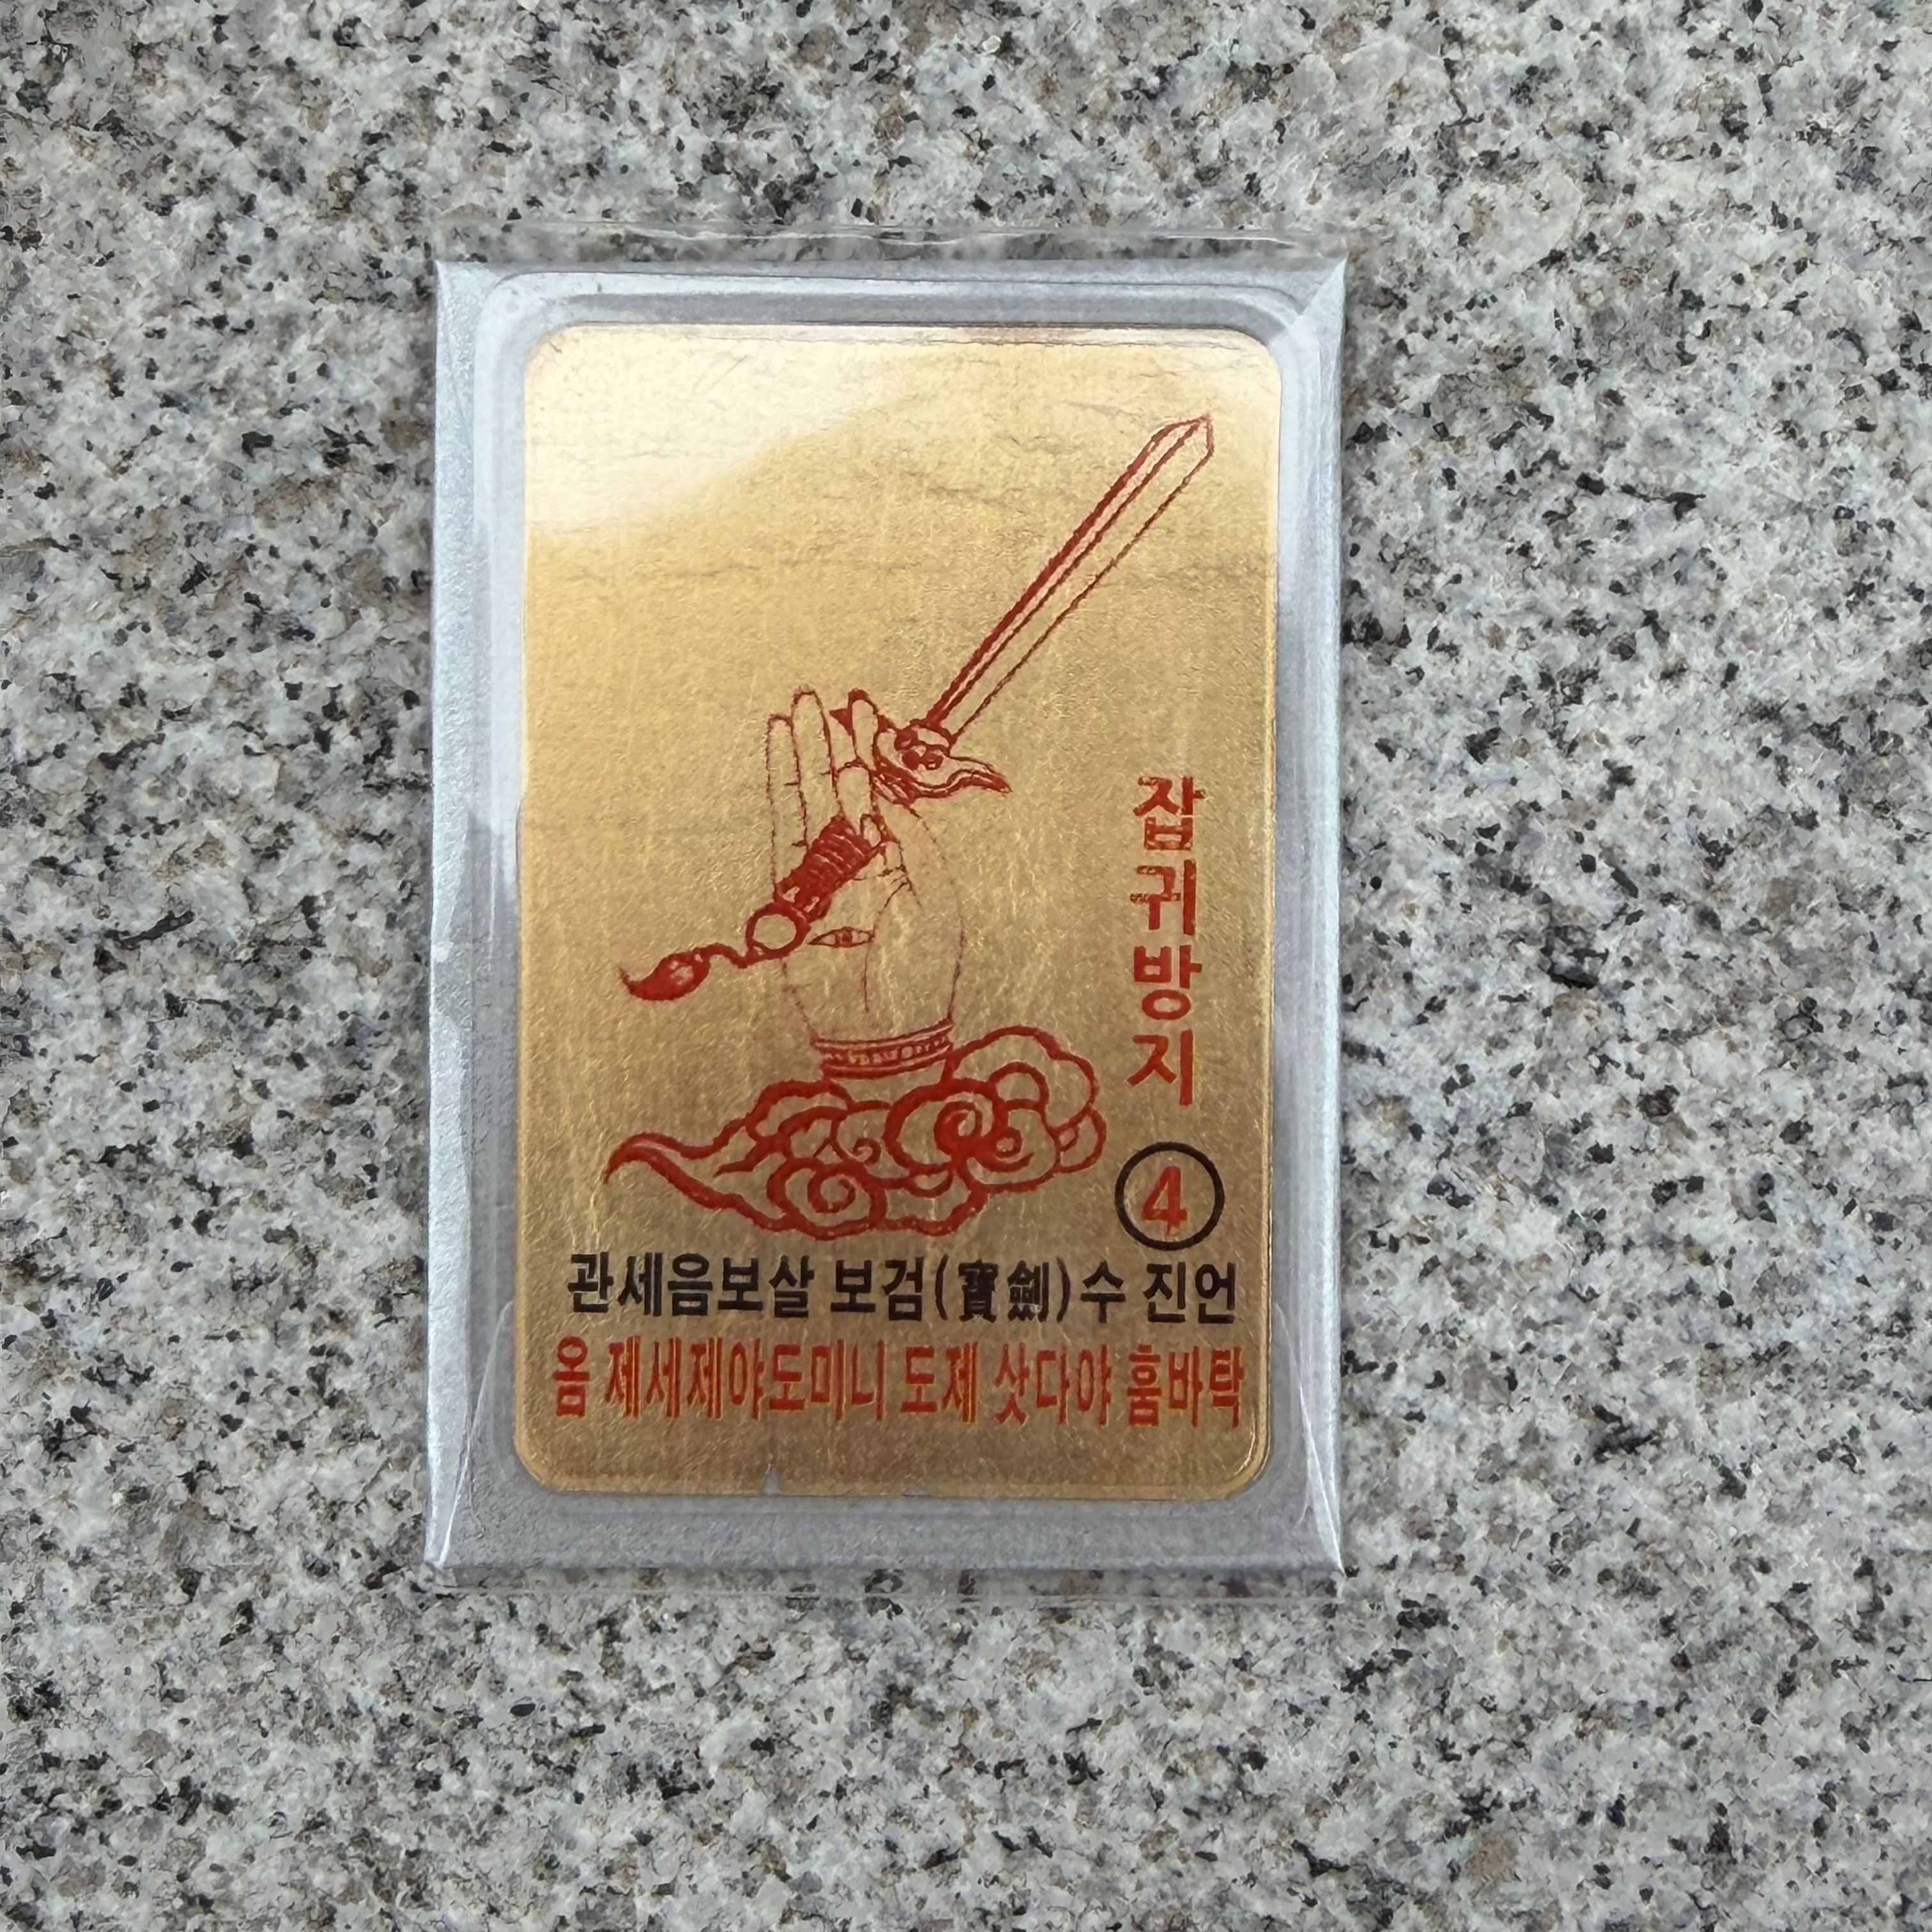 잡귀방지
4
관세음보살 보검(寶劍)수 진언
옴 제세제야도미니 도제 삿다야 훔바탁